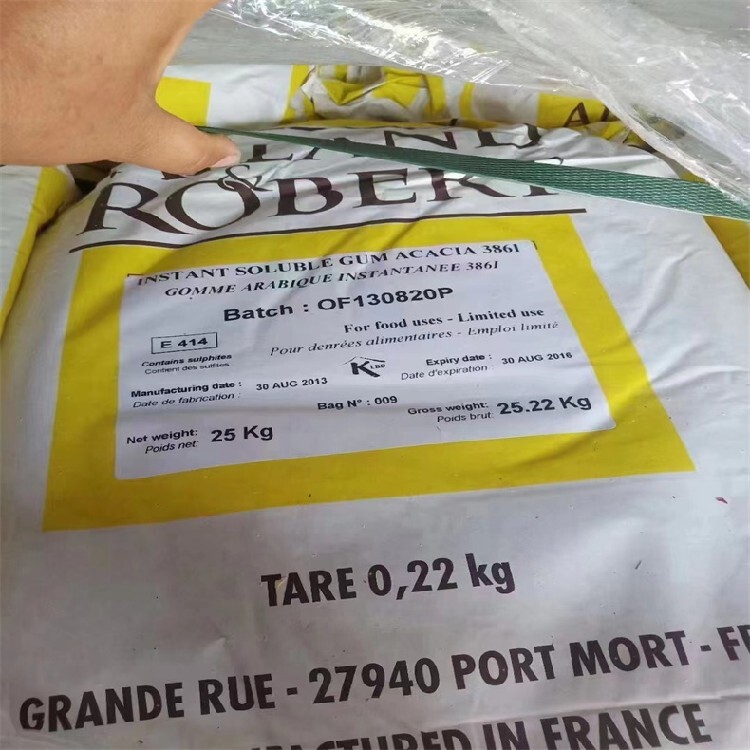 &
ROBERT
INSTANT SOLUBLE GUM ACACIA 3861
GOMME ARABIQUE INSTANTANEE 3861
Batch : OF130820P
E 414
For food uses - Limited use
Pour denrées alimentaires - Emploi limité
Contains sulphites
Contient des sulfites
K
Manufacturing date : 30 AUG 2013
Date de fabrication :
Expiry date : 30 AUG 2016
Date d'expiration :
Bag N° : 009
Net weight: 25 Kg
Poids net:
Gross weight: 25.22 Kg
Poids brut:
TARE 0,22 kg
GRANDE RUE - 27940 PORT MORT - FR
IN FRANCE